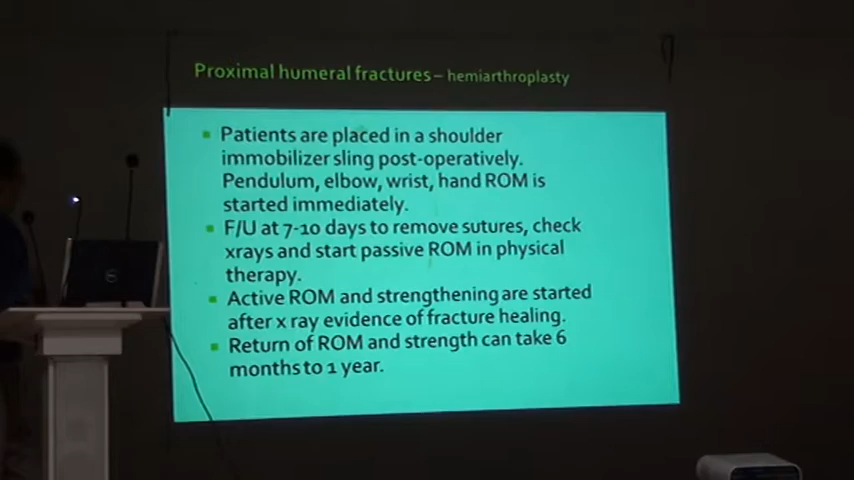 Proximal humeral fractures – hemiarthroplasty
Patients are placed in a shoulder
immobilizer sling post-operatively.
Pendulum, elbow, wrist, hand ROM is
started immediately.
F/U at 7-10 days to remove sutures, check
xrays and start passive ROM in physical
therapy.
Active ROM and strengthening are started
after x ray evidence of fracture healing.
Return of ROM and strength can take 6
months to 1 year.